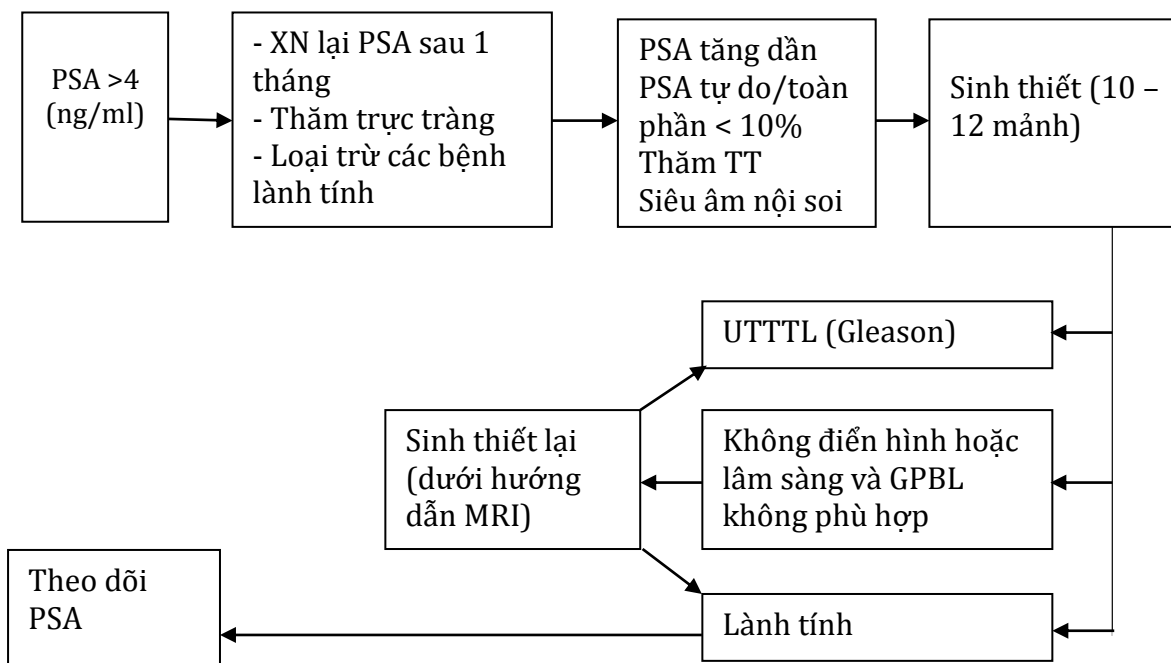 PSA >4
(ng/ml)
- XN lại PSA sau 1
tháng
- Thăm trực tràng
- Loại trừ các bệnh
lành tính
PSA tăng dần
PSA tự do/toàn
phần < 10%
Thăm TT
Siêu âm nội soi
Sinh thiết (10 –
12 mảnh)
UTTTL (Gleason)
Sinh thiết lại
(dưới hướng
dẫn MRI)
Không điển hình hoặc
lâm sàng và GPBL
không phù hợp
Theo dõi
PSA
Lành tính